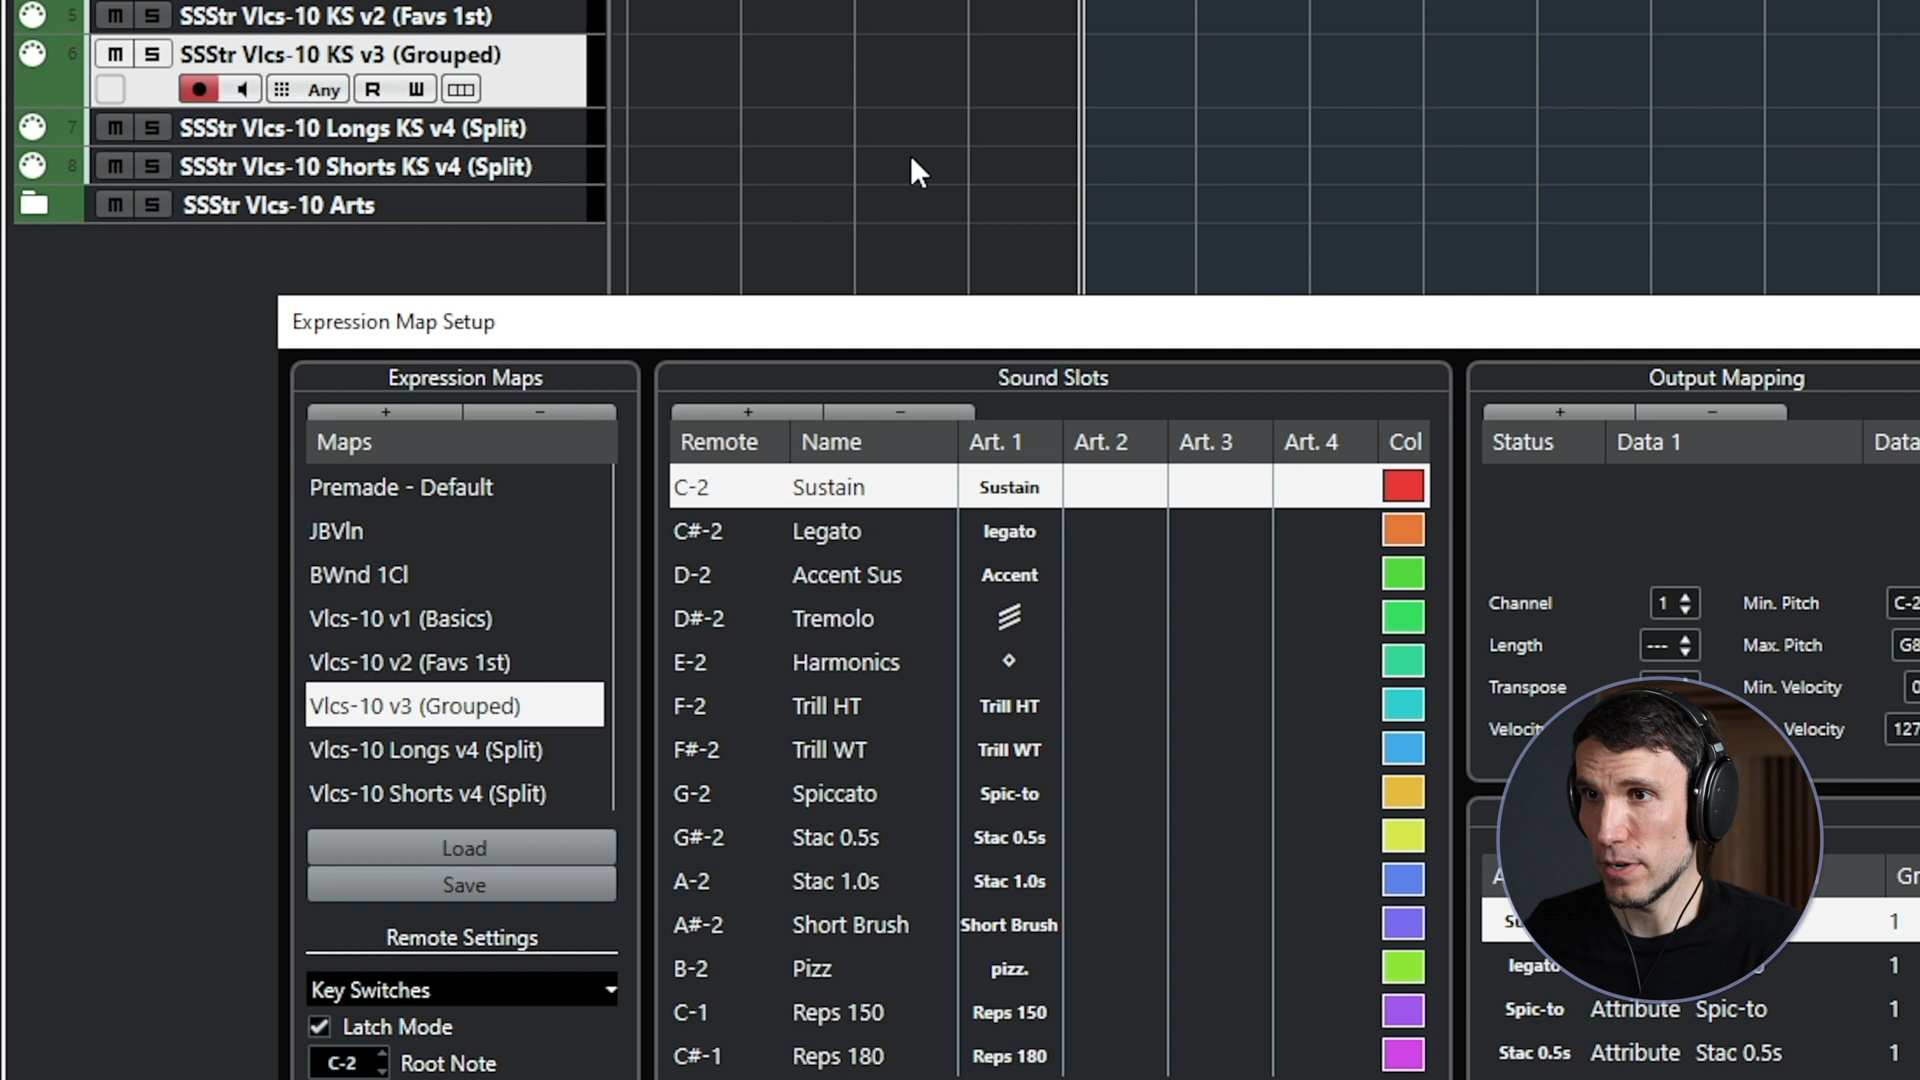 5 m S SSStr Vlcs-10 KS v2 (Favs 1st)
6 m S SSStr Vlcs-10 KS v3 (Grouped)
Any R W
7 m S SSStr Vlcs-10 Longs KS v4 (Split)
8 m S SSStr Vlcs-10 Shorts KS v4 (Split)
m S SSStr Vlcs-10 Arts
Expression Map Setup
Expression Maps
+ -
Maps
Premade - Default
JBVln
BWnd 1Cl
Vlcs-10 v1 (Basics)
Vlcs-10 v2 (Favs 1st)
Vlcs-10 v3 (Grouped)
Vlcs-10 Longs v4 (Split)
Vlcs-10 Shorts v4 (Split)
Load
Save
Remote Settings
Key Switches
Latch Mode
C-2 Root Note
Sound Slots
+ -
Remote Name Art. 1 Art. 2 Art. 3 Art. 4 Col
C-2 Sustain Sustain
C#-2 Legato legato
D-2 Accent Sus Accent
D#-2 Tremolo
E-2 Harmonics
F-2 Trill HT Trill HT
F#-2 Trill WT Trill WT
G-2 Spiccato Spic-to
G#-2 Stac 0.5s Stac 0.5s
A-2 Stac 1.0s Stac 1.0s
A#-2 Short Brush Short Brush
B-2 Pizz pizz.
C-1 Reps 150 Reps 150
C#-1 Reps 180 Reps 180
Output Mapping
+ -
Status Data 1 Data
Channel 1 Min. Pitch C-2
Length --- Max. Pitch G8
Transpose Min. Velocity 0
Velocity 127
1
legato 1
Spic-to Attribute Spic-to 1
Stac 0.5s Attribute Stac 0.5s 1